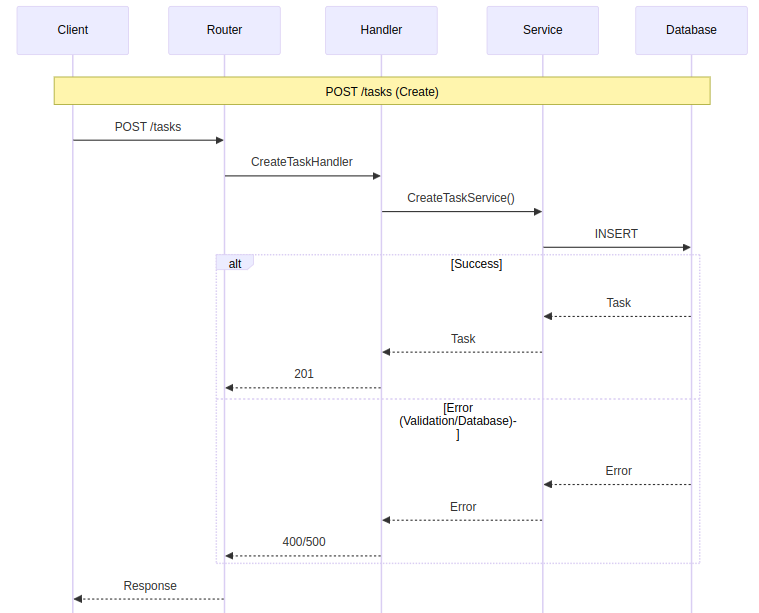 Client
Router
Handler
Service
Database
POST /tasks (Create)
POST /tasks
CreateTaskHandler
CreateTaskService()
INSERT
alt
[Success]
Task
Task
201
[Error
(Validation/Database)-
]
Error
Error
400/500
Response